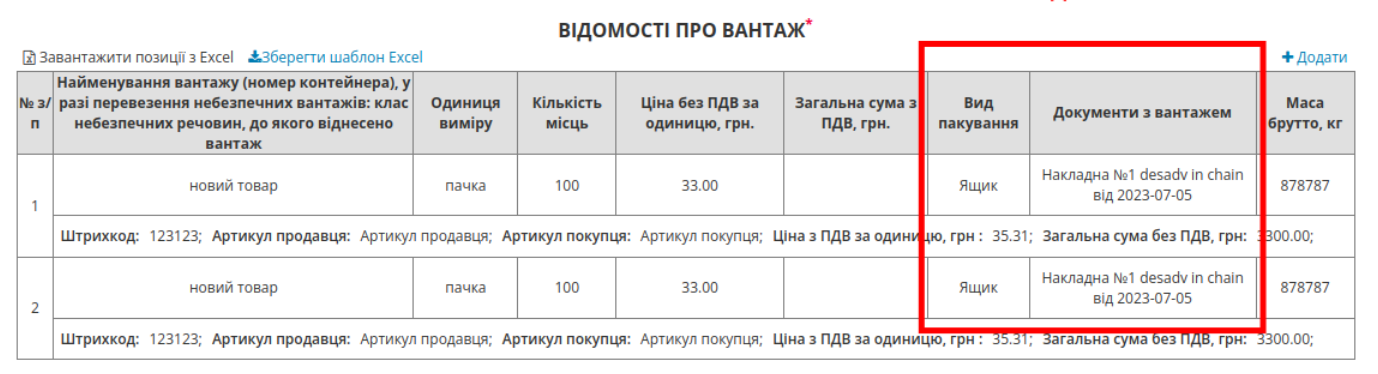 ВІДОМОСТІ ПРО ВАНТАЖ*
Завантажити позиції з Excel Зберегти шаблон Excel
+ Додати
№ з/п
Найменування вантажу (номер контейнера), у
разі перевезення небезпечних вантажів: клас
небезпечних речовин, до якого віднесено
вантаж
Одиниця
виміру
Кількість
місць
Ціна без ПДВ за
одиницю, грн.
Загальна сума з
ПДВ, грн.
Вид
пакування
Документи з вантажем
Маса
брутто, кг
1
новий товар
пачка
100
33.00
Ящик
Накладна №1 desadv in chain
від 2023-07-05
878787
Штрихкод: 123123; Артикул продавця: Артикул продавця; Артикул покупця: Артикул покупця; Ціна з ПДВ за одиницю, грн : 35.31; Загальна сума без ПДВ, грн: 3300.00;
2
новий товар
пачка
100
33.00
Ящик
Накладна №1 desadv in chain
від 2023-07-05
878787
Штрихкод: 123123; Артикул продавця: Артикул продавця; Артикул покупця: Артикул покупця; Ціна з ПДВ за одиницю, грн : 35.31; Загальна сума без ПДВ, грн: 3300.00;